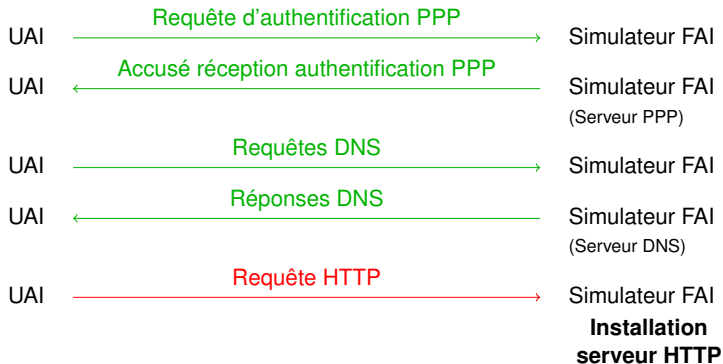 Requête d'authentification PPP
UAI Simulateur FAI
Accusé réception authentification PPP
UAI Simulateur FAI
(Serveur PPP)
Requêtes DNS
UAI Simulateur FAI
Réponses DNS
UAI Simulateur FAI
(Serveur DNS)
Requête HTTP
UAI Simulateur FAI
Installation
serveur HTTP